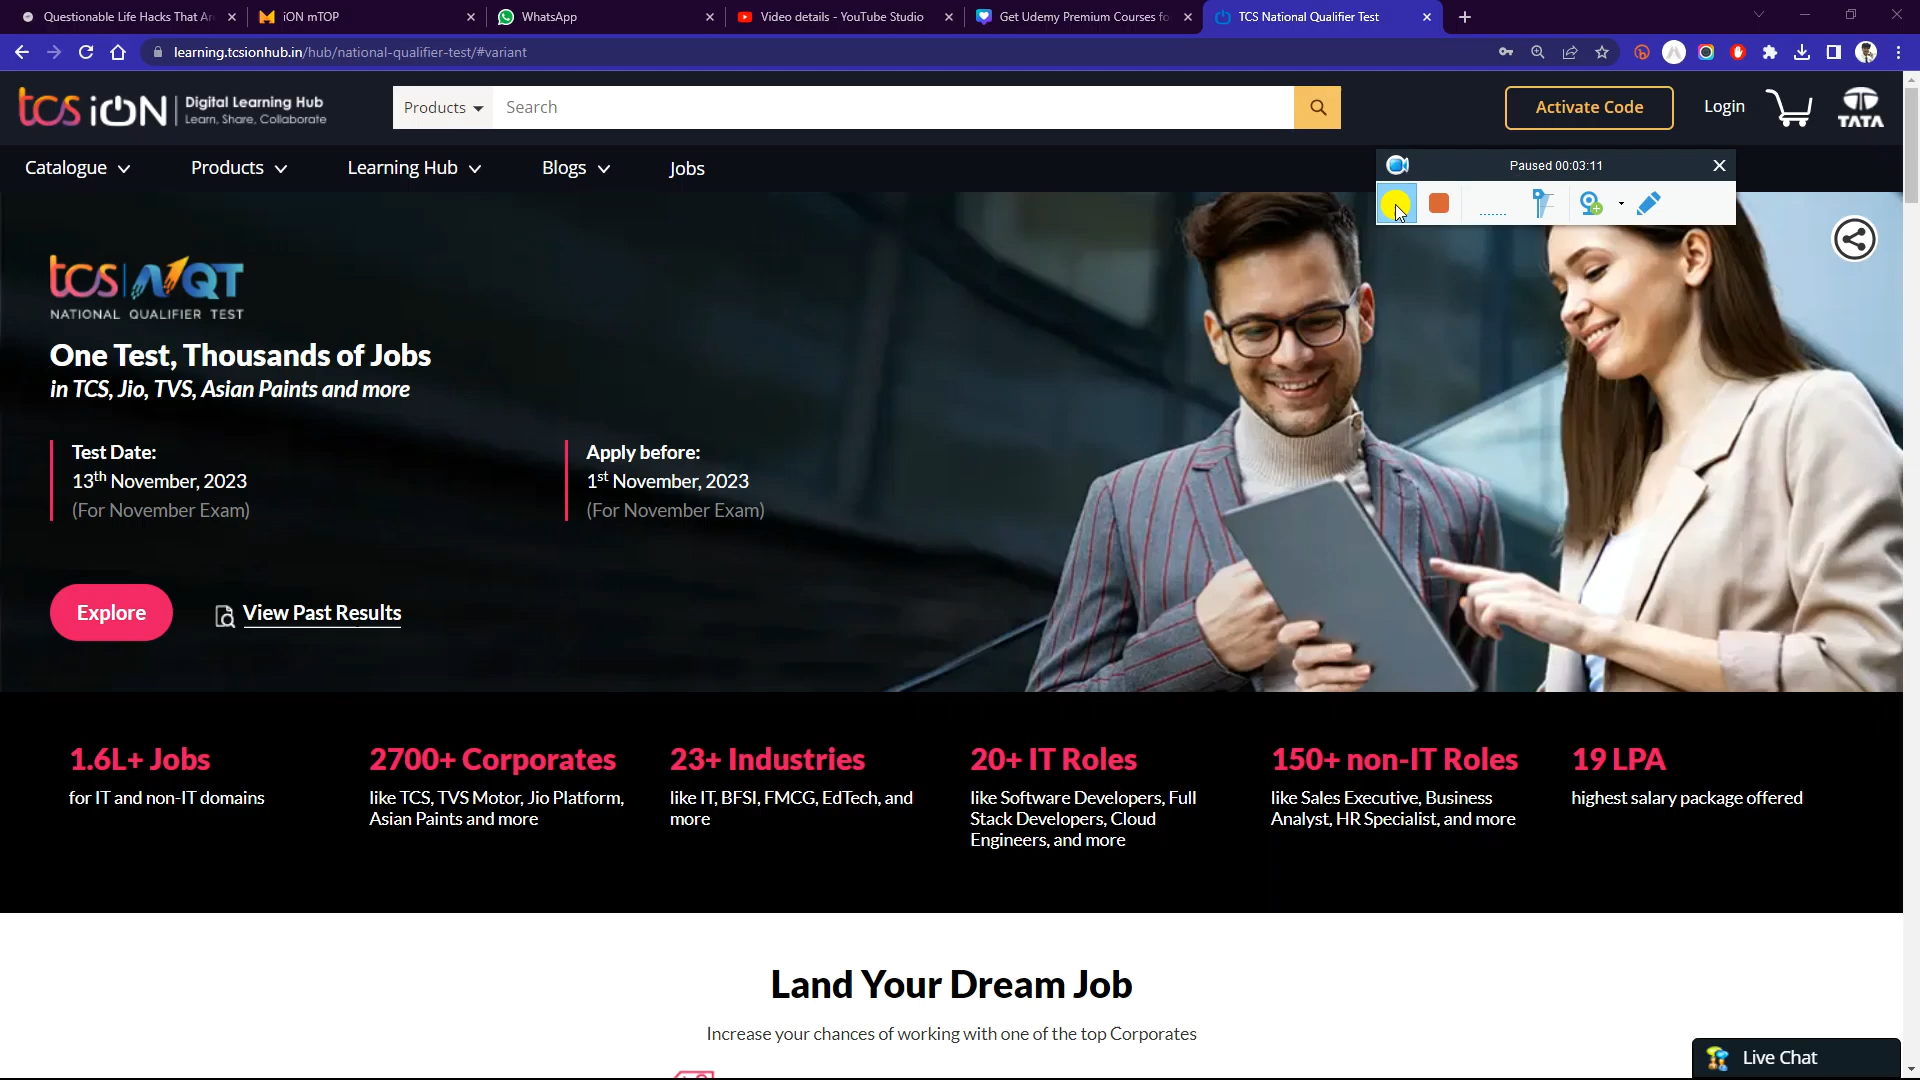 Questionable Life Hacks That Ar
iON mTOP
WhatsApp
Video details - YouTube Studio
Get Udemy Premium Courses fo
TCS National Qualifier Test
learning.tcsionhub.in/hub/national-qualifier-test/#variant
tcs iON
Digital Learning Hub
Learn, Share, Collaborate
Products
Search
Activate Code
Login
TATA
Catalogue
Products
Learning Hub
Blogs
Jobs
Paused 00:03:11
tcs NQT
NATIONAL QUALIFIER TEST
One Test, Thousands of Jobs
in TCS, Jio, TVS, Asian Paints and more
Test Date:
13th November, 2023
(For November Exam)
Apply before:
1st November, 2023
(For November Exam)
Explore
View Past Results
1.6L+ Jobs
for IT and non-IT domains
2700+ Corporates
like TCS, TVS Motor, Jio Platform,
Asian Paints and more
23+ Industries
like IT, BFSI, FMCG, EdTech, and
more
20+ IT Roles
like Software Developers, Full
Stack Developers, Cloud
Engineers, and more
150+ non-IT Roles
like Sales Executive, Business
Analyst, HR Specialist, and more
19 LPA
highest salary package offered
Land Your Dream Job
Increase your chances of working with one of the top Corporates
Live Chat